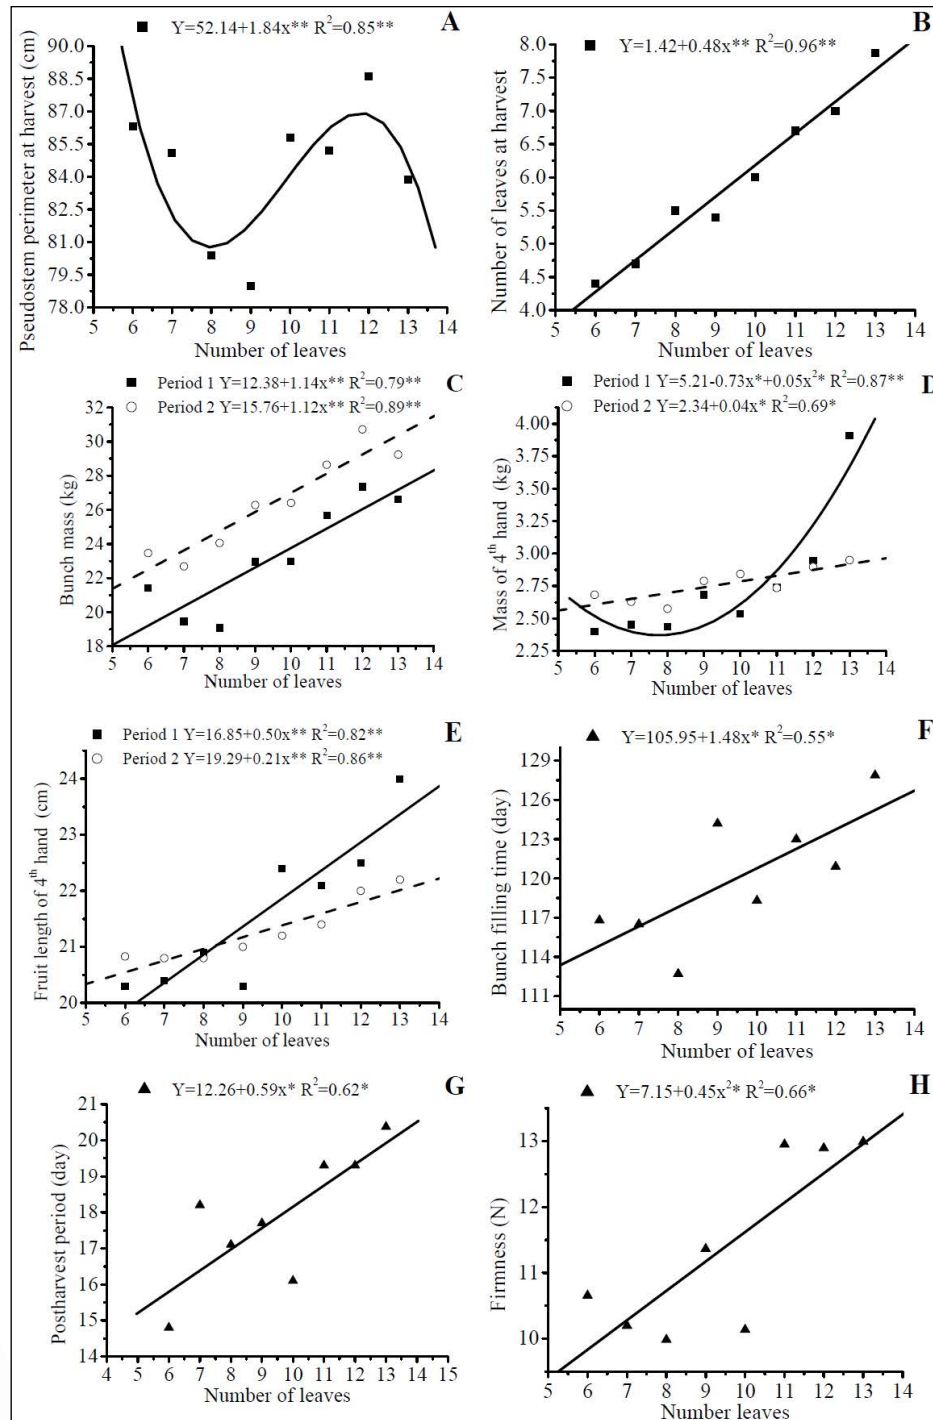 A
Y=52.14+1.84x** R²=0.85**
Pseudostem perimeter at harvest (cm)
90.0
88.5
87.0
85.5
84.0
82.5
81.0
79.5
78.0
5 6 7 8 9 10 11 12 13 14
Number of leaves
B
Y=1.42+0.48x** R²=0.96**
Number of leaves at harvest
8.0
7.0
6.5
6.0
5.5
5.0
4.5
4.0
5 6 7 8 9 10 11 12 13 14
Number of leaves
C
Period 1 Y=12.38+1.14x** R²=0.79**
Period 2 Y=15.76+1.12x** R²=0.89**
Bunch mass (kg)
32
30
28
26
24
22
20
18
5 6 7 8 9 10 11 12 13 14
Number of leaves
D
Period 1 Y=5.21-0.73x*+0.05x²* R²=0.87**
Period 2 Y=2.34+0.04x* R²=0.69*
Mass of 4th hand (kg)
4.00
3.75
3.50
3.00
2.75
2.50
2.25
5 6 7 8 9 10 11 12 13 14
Number of leaves
E
Period 1 Y=16.85+0.50x** R²=0.82**
Period 2 Y=19.29+0.21x** R²=0.86**
Fruit length of 4th hand (cm)
24
23
22
21
20
5 6 7 8 9 10 11 12 13 14
Number of leaves
F
Y=105.95+1.48x* R²=0.55*
Bunch filling time (day)
129
126
123
120
117
114
111
5 6 7 8 9 10 11 12 13 14
Number of leaves
G
Y=12.26+0.59x* R²=0.62*
Postharvest period (day)
21
20
19
18
17
16
15
14
4 5 6 7 8 9 10 11 12 13 14 15
Number of leaves
H
Y=7.15+0.45x²* R²=0.66*
Firmness (N)
13
12
11
10
5 6 7 8 9 10 11 12 13 14
Number leaves